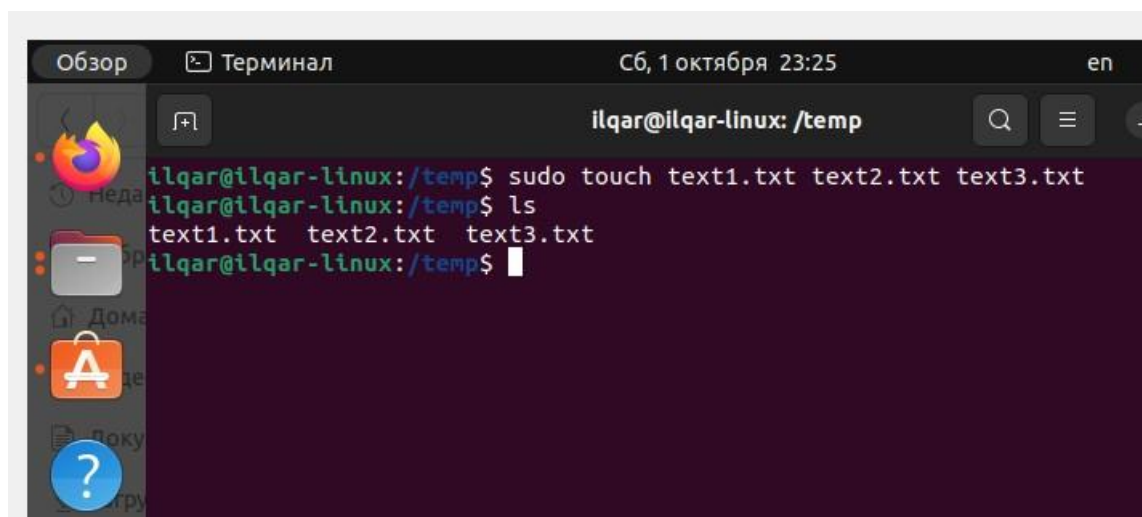 Обзор Терминал Сб, 1 октября 23:25 en
ilqar@ilqar-linux: /temp
ilqar@ilqar-linux:/temp$ sudo touch text1.txt text2.txt text3.txt
ilqar@ilqar-linux:/temp$ ls
text1.txt text2.txt text3.txt
ilqar@ilqar-linux:/temp$